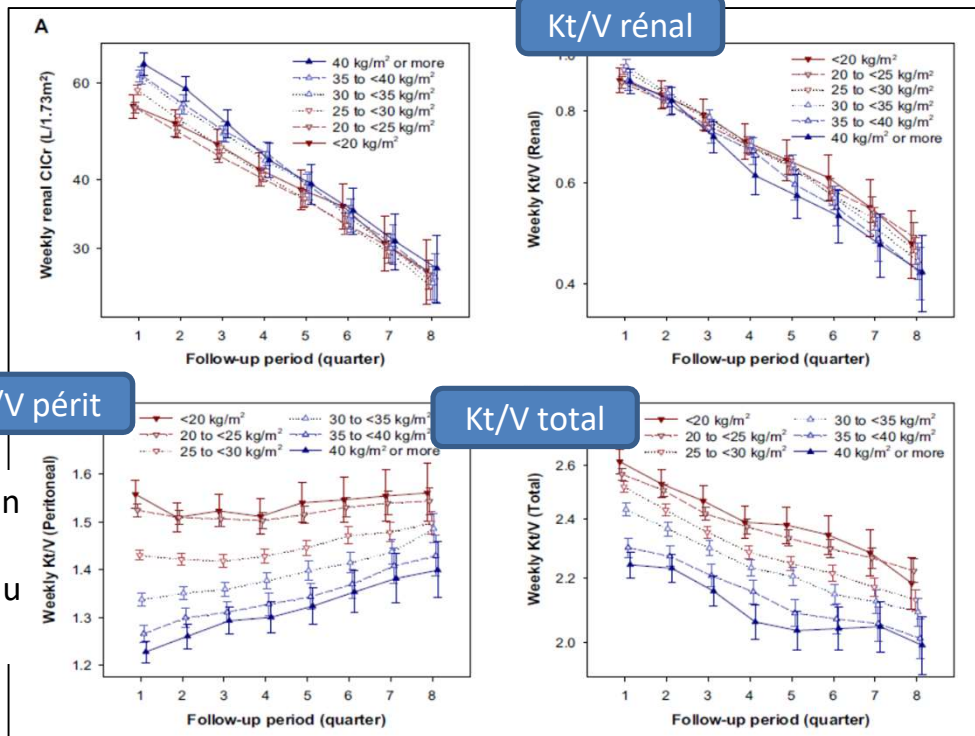 A
Kt/V rénal
Weekly renal ClCr (L/1.73m²)
60
40
30
40 kg/m² or more
35 to <40 kg/m²
30 to <35 kg/m²
25 to <30 kg/m²
20 to <25 kg/m²
<20 kg/m²
1 2 3 4 5 6 7 8
Follow-up period (quarter)
Weekly Kt/V (Renal)
0.8
0.6
0.4
<20 kg/m²
20 to <25 kg/m²
25 to <30 kg/m²
30 to <35 kg/m²
35 to <40 kg/m²
40 kg/m² or more
1 2 3 4 5 6 7 8
Follow-up period (quarter)
/V périt
n
u
Weekly Kt/V (Peritoneal)
1.6
1.5
1.4
1.3
1.2
<20 kg/m²
20 to <25 kg/m²
25 to <30 kg/m²
30 to <35 kg/m²
35 to <40 kg/m²
40 kg/m² or more
1 2 3 4 5 6 7 8
Follow-up period (quarter)
Kt/V total
Weekly Kt/V (Total)
2.6
2.4
2.2
2.0
<20 kg/m²
20 to <25 kg/m²
25 to <30 kg/m²
30 to <35 kg/m²
35 to <40 kg/m²
40 kg/m² or more
1 2 3 4 5 6 7 8
Follow-up period (quarter)